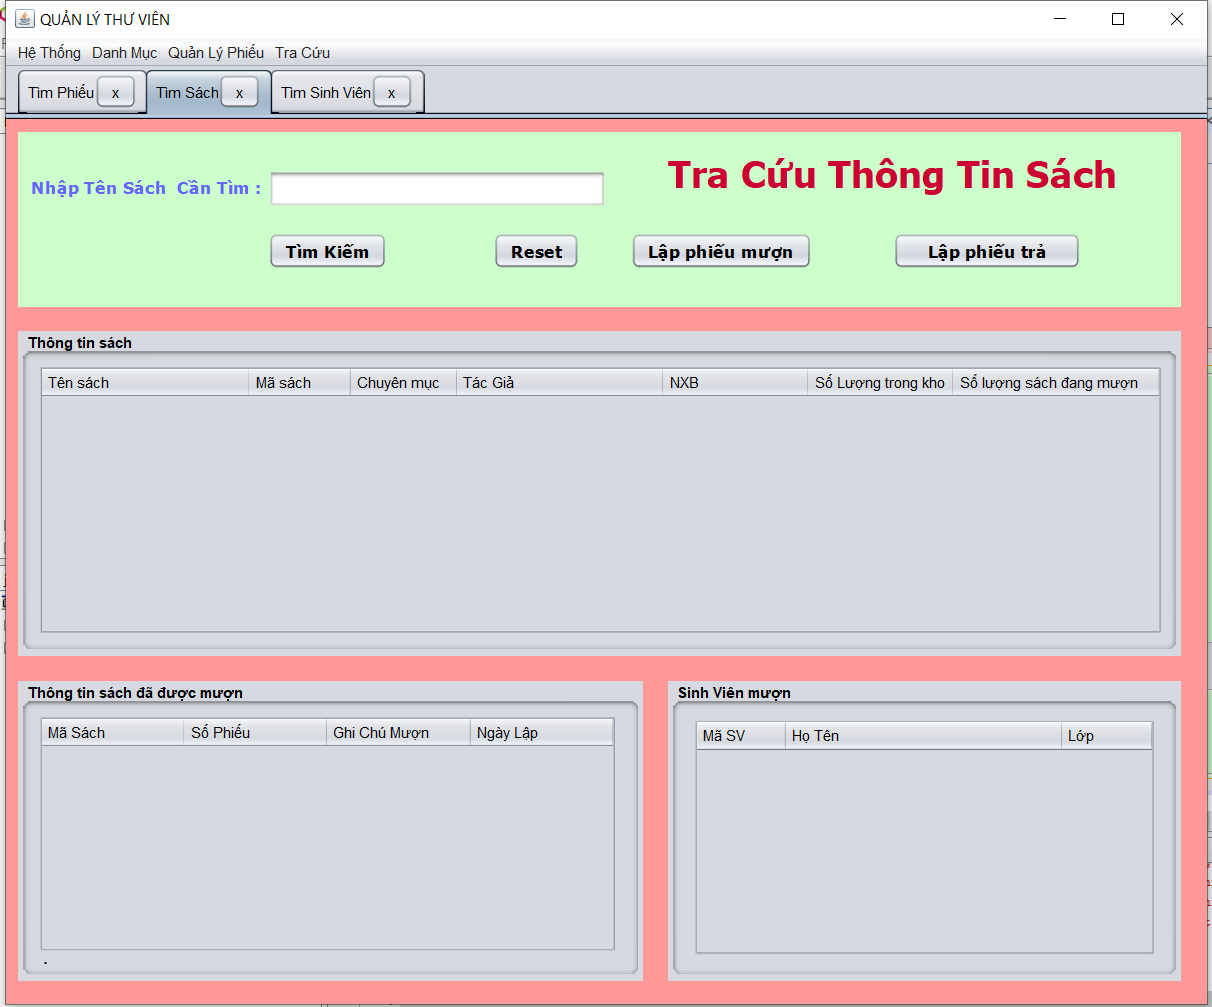 QUẢN LÝ THƯ VIÊN
Hệ Thống Danh Mục Quản Lý Phiếu Tra Cứu
Tìm Phiếu x Tìm Sách x Tìm Sinh Viên x
Tra Cứu Thông Tin Sách
Nhập Tên Sách Cần Tìm :
Tìm Kiếm Reset Lập phiếu mượn Lập phiếu trả
Thông tin sách
Tên sách Mã sách Chuyên mục Tác Giả NXB Số Lượng trong kho Số lượng sách đang mượn
Thông tin sách đã được mượn
Mã Sách Số Phiếu Ghi Chú Mượn Ngày Lập
.
Sinh Viên mượn
Mã SV Họ Tên Lớp